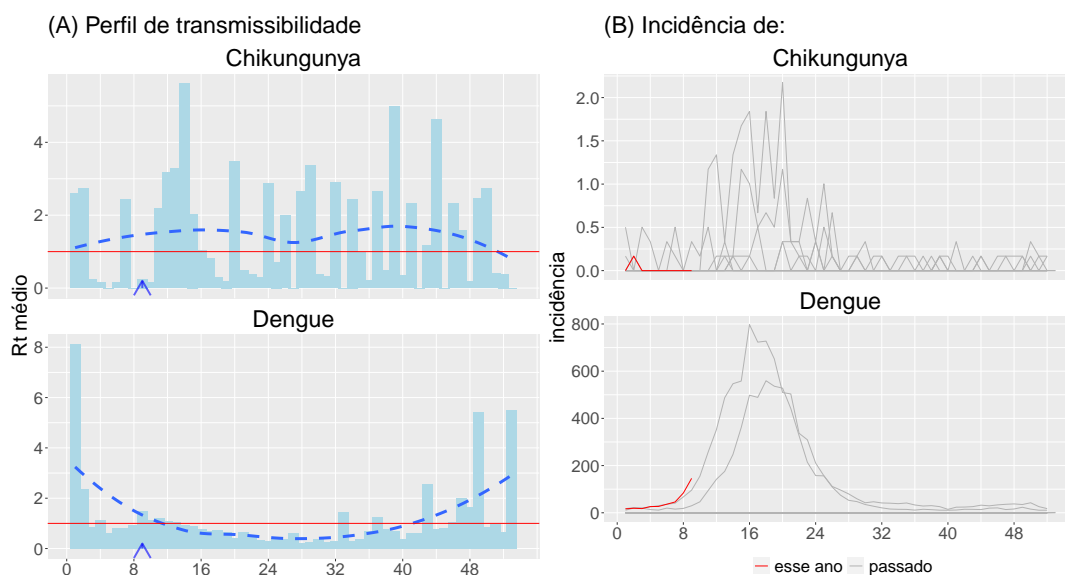 (A) Perfil de transmissibilidade
Chikungunya
4
2
0
Dengue
8
6
4
2
0
0 8 16 24 32 40 48
Rt médio
(B) Incidência de:
Chikungunya
2.0
1.5
1.0
0.5
0.0
Dengue
800
600
400
200
0
0 8 16 24 32 40 48
incidência
esse ano passado